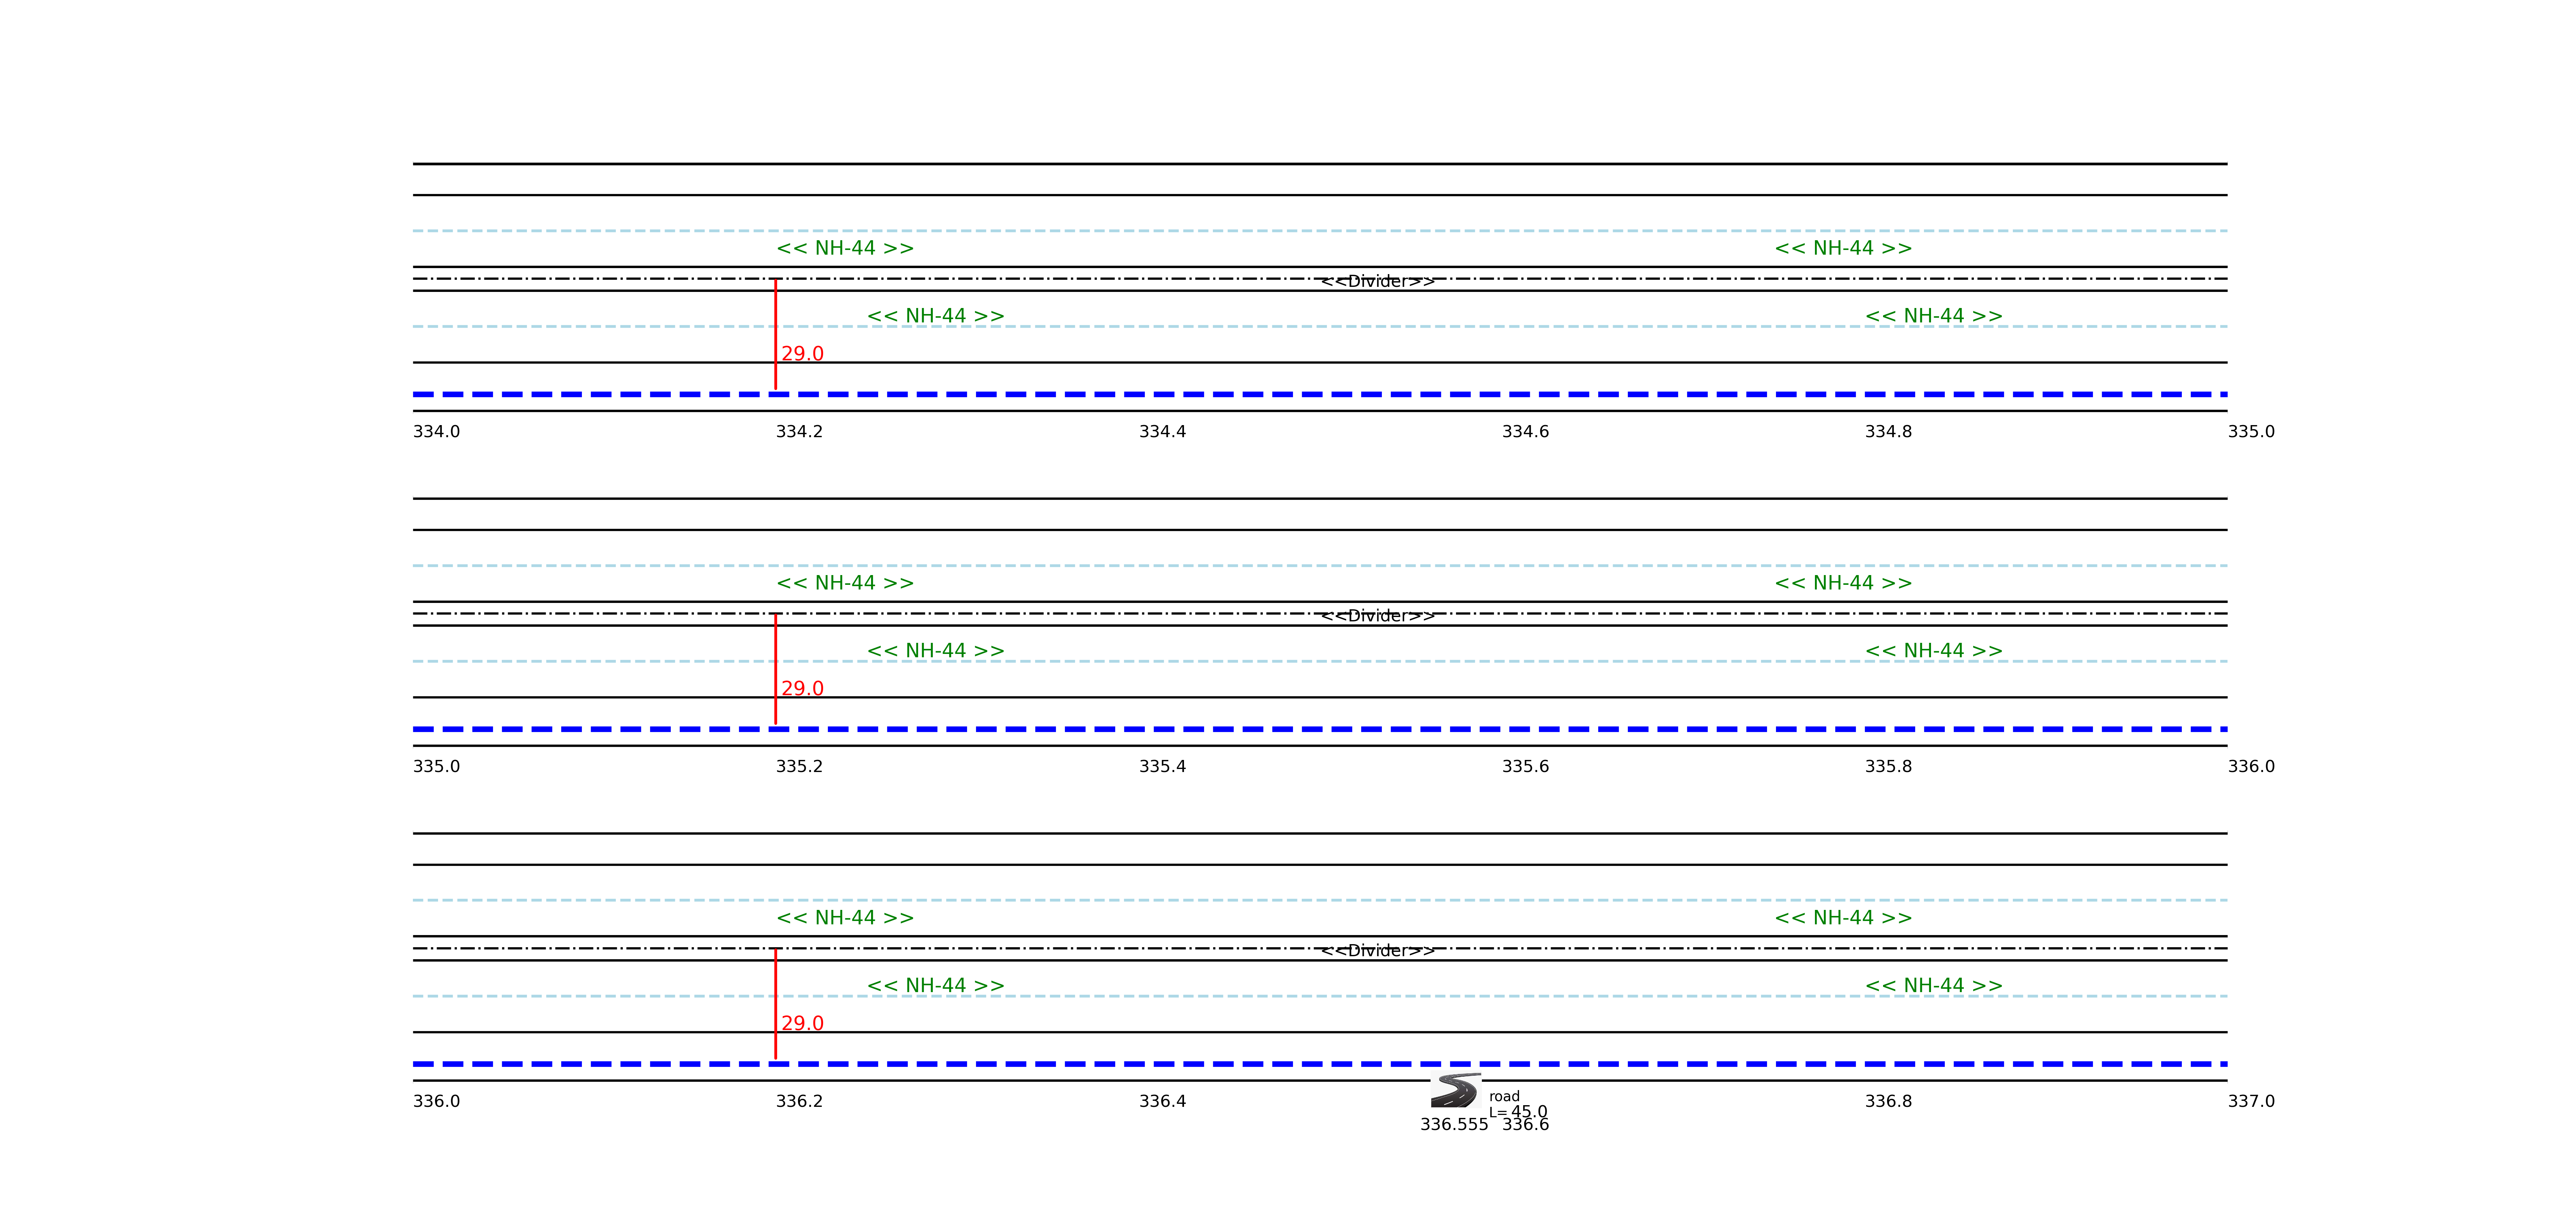 << NH-44 >> << NH-44 >>
<<Divider>>
<< NH-44 >> << NH-44 >>
29.0
334.0 334.2 334.4 334.6 334.8 335.0
<< NH-44 >> << NH-44 >>
<<Divider>>
<< NH-44 >> << NH-44 >>
29.0
335.0 335.2 335.4 335.6 335.8 336.0
<< NH-44 >> << NH-44 >>
<<Divider>>
<< NH-44 >> << NH-44 >>
29.0
336.0 336.2 336.4 336.8 337.0
road
L= 45.0
336.555 336.6